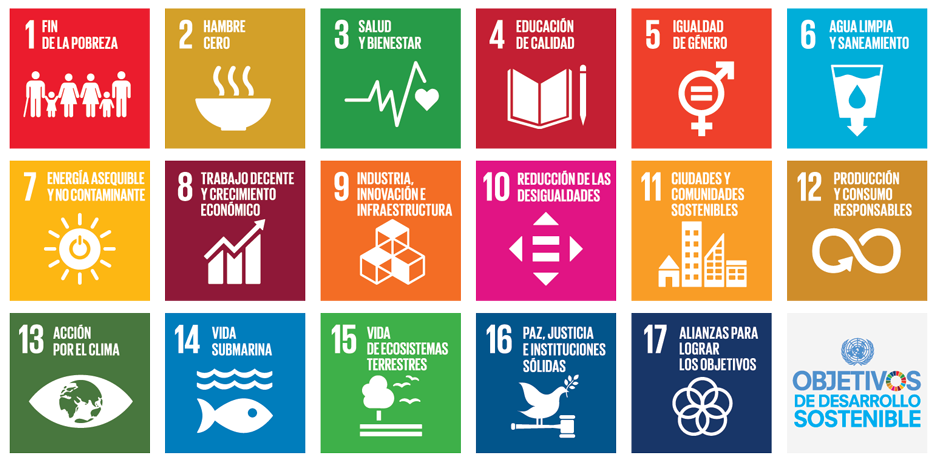 1 FIN
DE LA POBREZA
2 HAMBRE
CERO
3 SALUD
Y BIENESTAR
4 EDUCACIÓN
DE CALIDAD
5 IGUALDAD
DE GÉNERO
6 AGUA LIMPIA
Y SANEAMIENTO
7 ENERGÍA ASEQUIBLE
Y NO CONTAMINANTE
8 TRABAJO DECENTE
Y CRECIMIENTO
ECONÓMICO
9 INDUSTRIA,
INNOVACIÓN E
INFRAESTRUCTURA
10 REDUCCIÓN DE LAS
DESIGUALDADES
11 CIUDADES Y
COMUNIDADES
SOSTENIBLES
12 PRODUCCIÓN
Y CONSUMO
RESPONSABLES
13 ACCIÓN
POR EL CLIMA
14 VIDA
SUBMARINA
15 VIDA
DE ECOSISTEMAS
TERRESTRES
16 PAZ, JUSTICIA
E INSTITUCIONES
SÓLIDAS
17 ALIANZAS PARA
LOGRAR
LOS OBJETIVOS
OBJETIVOS
DE DESARROLLO
SOSTENIBLE